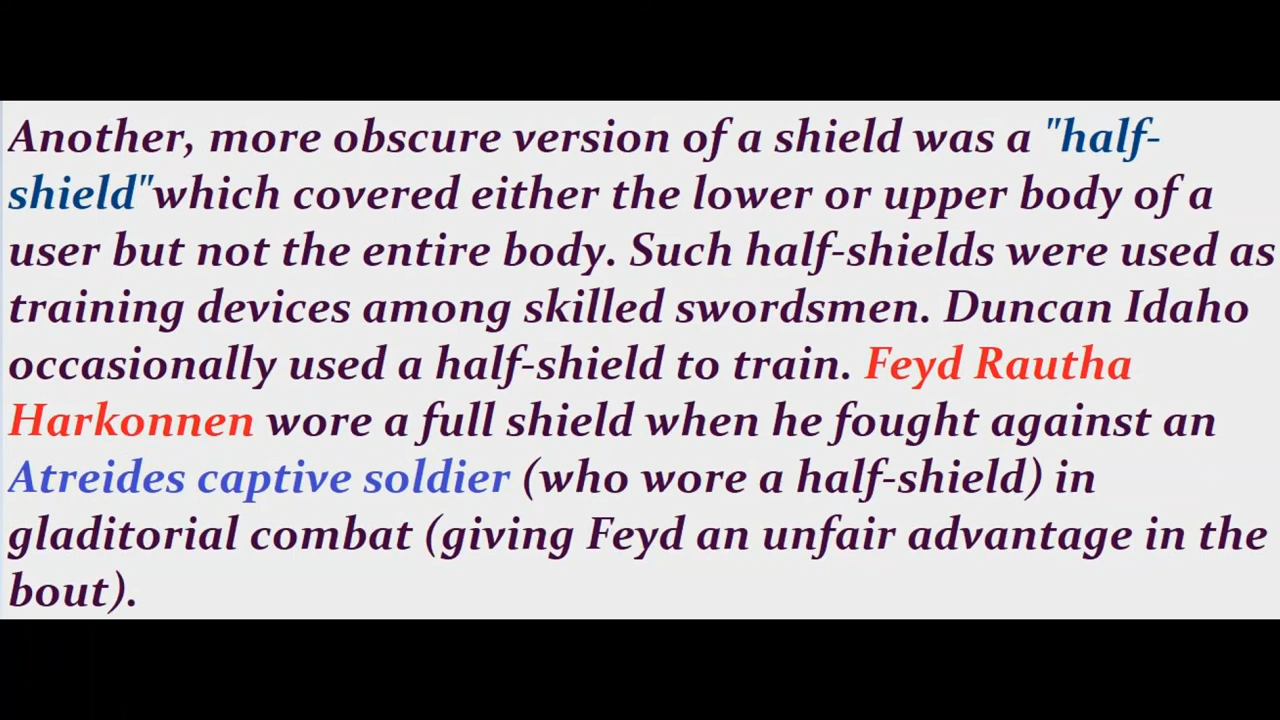 Another, more obscure version of a shield was a "half-
shield"which covered either the lower or upper body of a
user but not the entire body. Such half-shields were used as
training devices among skilled swordsmen. Duncan Idaho
occasionally used a half-shield to train. Feyd Rautha
Harkonnen wore a full shield when he fought against an
Atreides captive soldier (who wore a half-shield) in
gladitorial combat (giving Feyd an unfair advantage in the
bout).